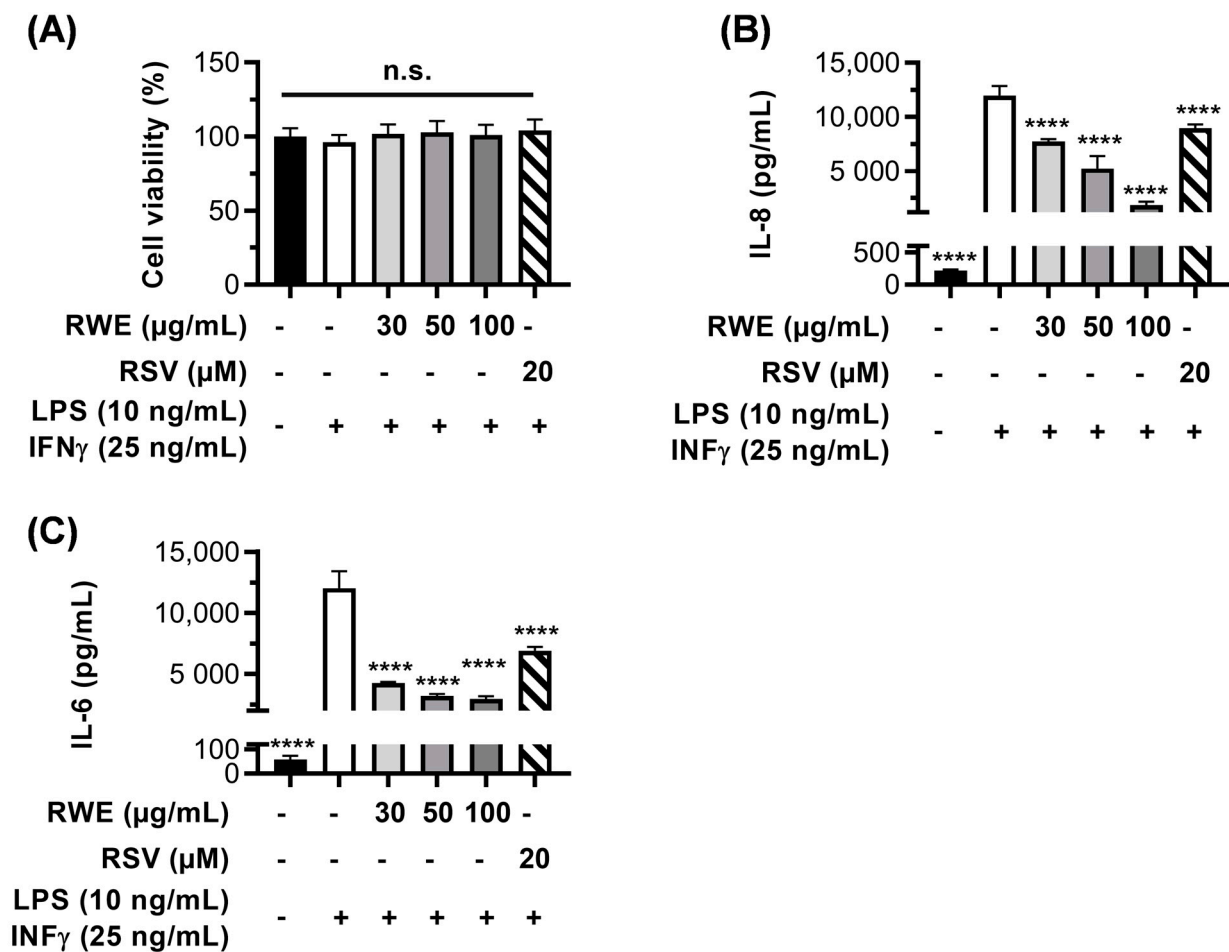 (A)
Cell viability (%)
150
100
50
0
n.s.
RWE (µg/mL) - - 30 50 100 -
RSV (µM) - - - - - 20
LPS (10 ng/mL)
IFNγ (25 ng/mL) - + + + + +
(B)
IL-8 (pg/mL)
15,000
10,000
5 000
500
0
**** **** **** **** ****
RWE (µg/mL) - - 30 50 100 -
RSV (µM) - - - - - 20
LPS (10 ng/mL)
INFγ (25 ng/mL) - + + + + +
(C)
IL-6 (pg/mL)
15,000
10,000
5 000
100
0
**** **** **** **** ****
RWE (µg/mL) - - 30 50 100 -
RSV (µM) - - - - - 20
LPS (10 ng/mL)
INFγ (25 ng/mL) - + + + + +